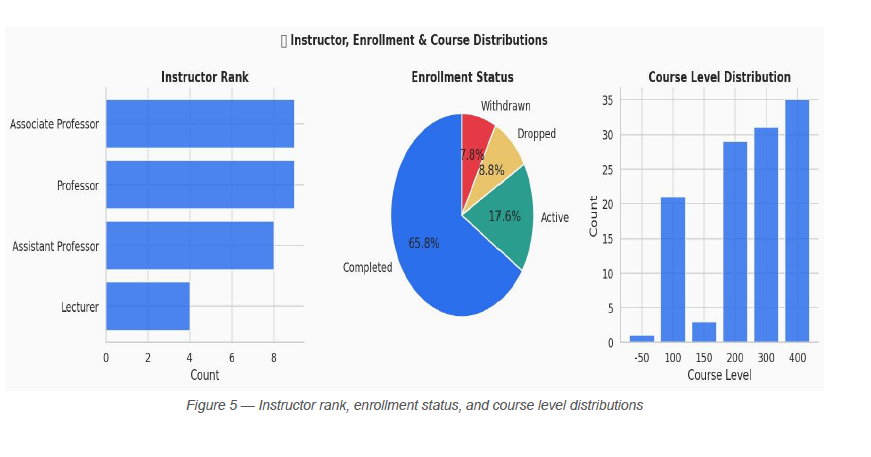 Instructor, Enrollment & Course Distributions
Instructor Rank
Associate Professor
Professor
Assistant Professor
Lecturer
0 2 4 6 8
Count
Enrollment Status
Withdrawn
Dropped
7.8%
8.8%
17.6%
Active
65.8%
Completed
Course Level Distribution
Count
35
30
25
20
15
10
5
0
-50 100 150 200 300 400
Course Level
Figure 5 — Instructor rank, enrollment status, and course level distributions